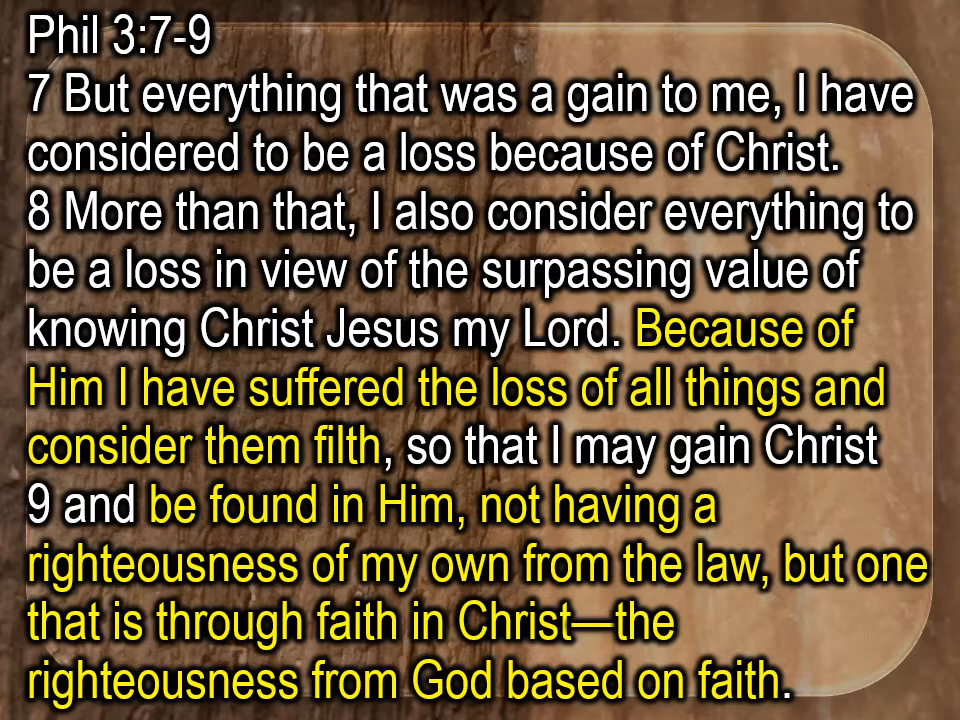 Phil 3:7-9
7 But everything that was a gain to me, I have
considered to be a loss because of Christ.
8 More than that, I also consider everything to
be a loss in view of the surpassing value of
knowing Christ Jesus my Lord. Because of
Him I have suffered the loss of all things and
consider them filth, so that I may gain Christ
9 and be found in Him, not having a
righteousness of my own from the law, but one
that is through faith in Christ—the
righteousness from God based on faith.